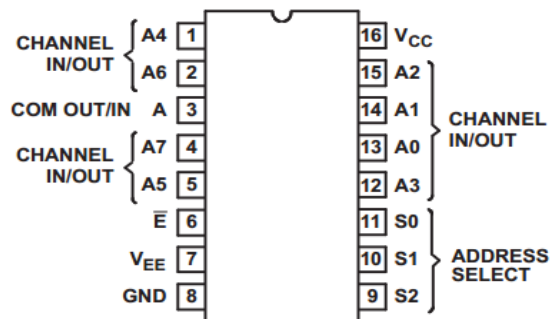 CHANNEL
IN/OUT
A4 1
A6 2
COM OUT/IN A 3
CHANNEL
IN/OUT
A7 4
A5 5
E̅ 6
VEE 7
GND 8
16 VCC
15 A2
14 A1
13 A0
12 A3
CHANNEL
IN/OUT
11 S0
10 S1
9 S2
ADDRESS
SELECT